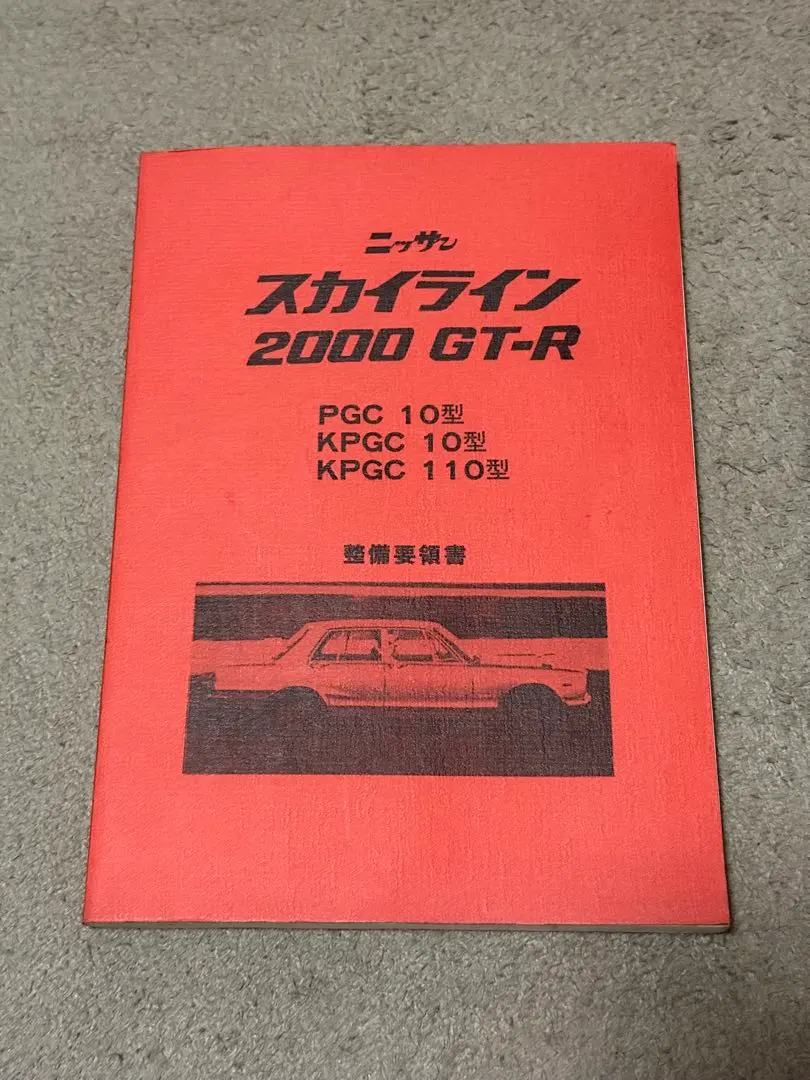 ニッサン
スカイライン
2000 GT-R
PGC 10型
KPGC 10型
KPGC 110型
整備要領書